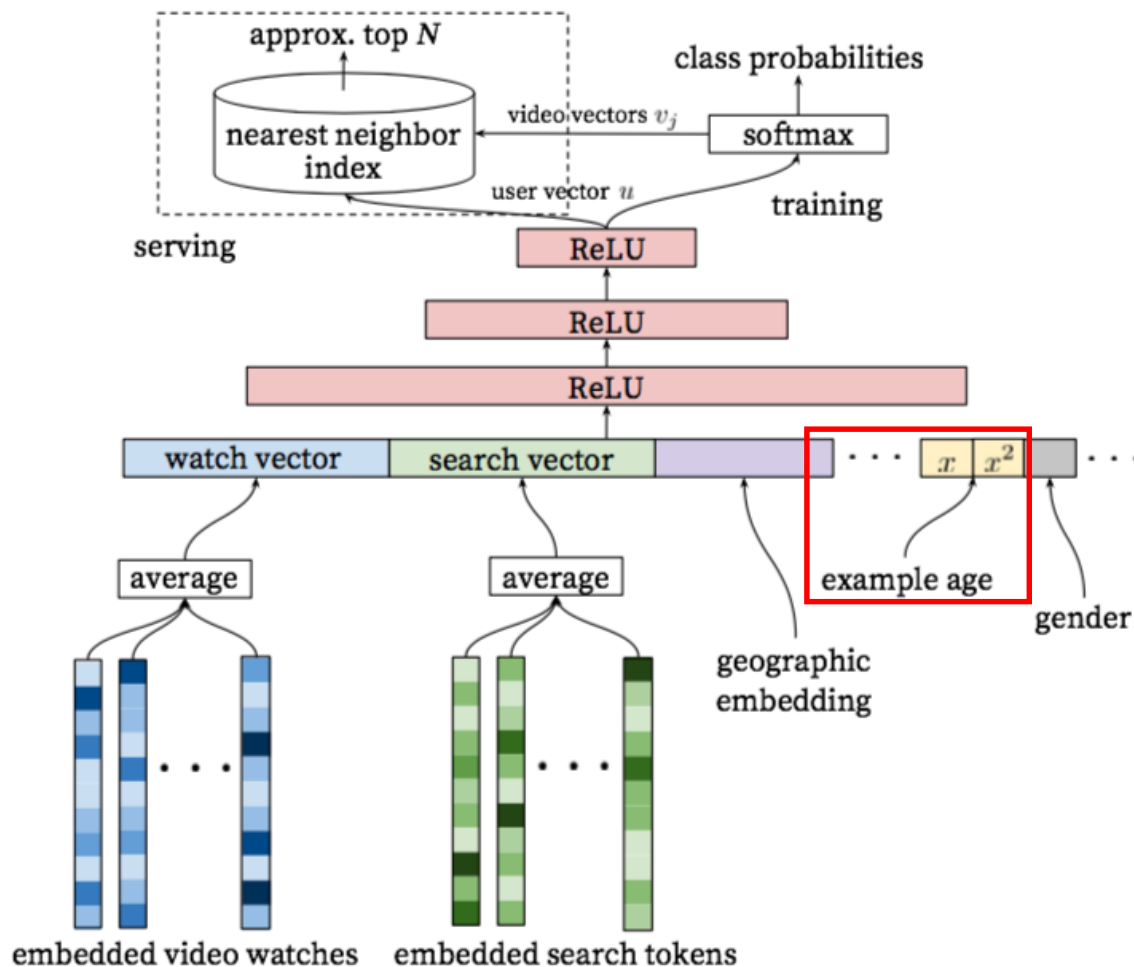 approx. top N
class probabilities
video vectors v_j
nearest neighbor
index
softmax
user vector u
training
serving
ReLU
ReLU
ReLU
watch vector
search vector
. . .
x
x²
. . .
average
average
example age
gender
geographic
embedding
. . .
. . .
embedded video watches
embedded search tokens